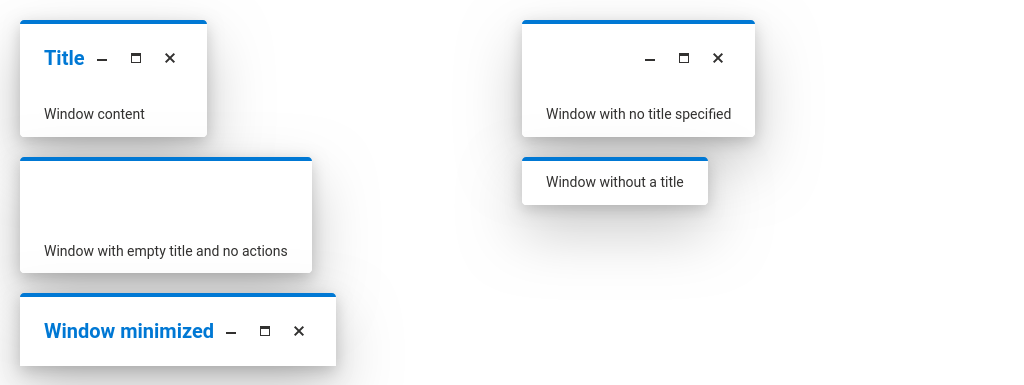 Title
Window content
Window with no title specified
Window without a title
Window with empty title and no actions
Window minimized